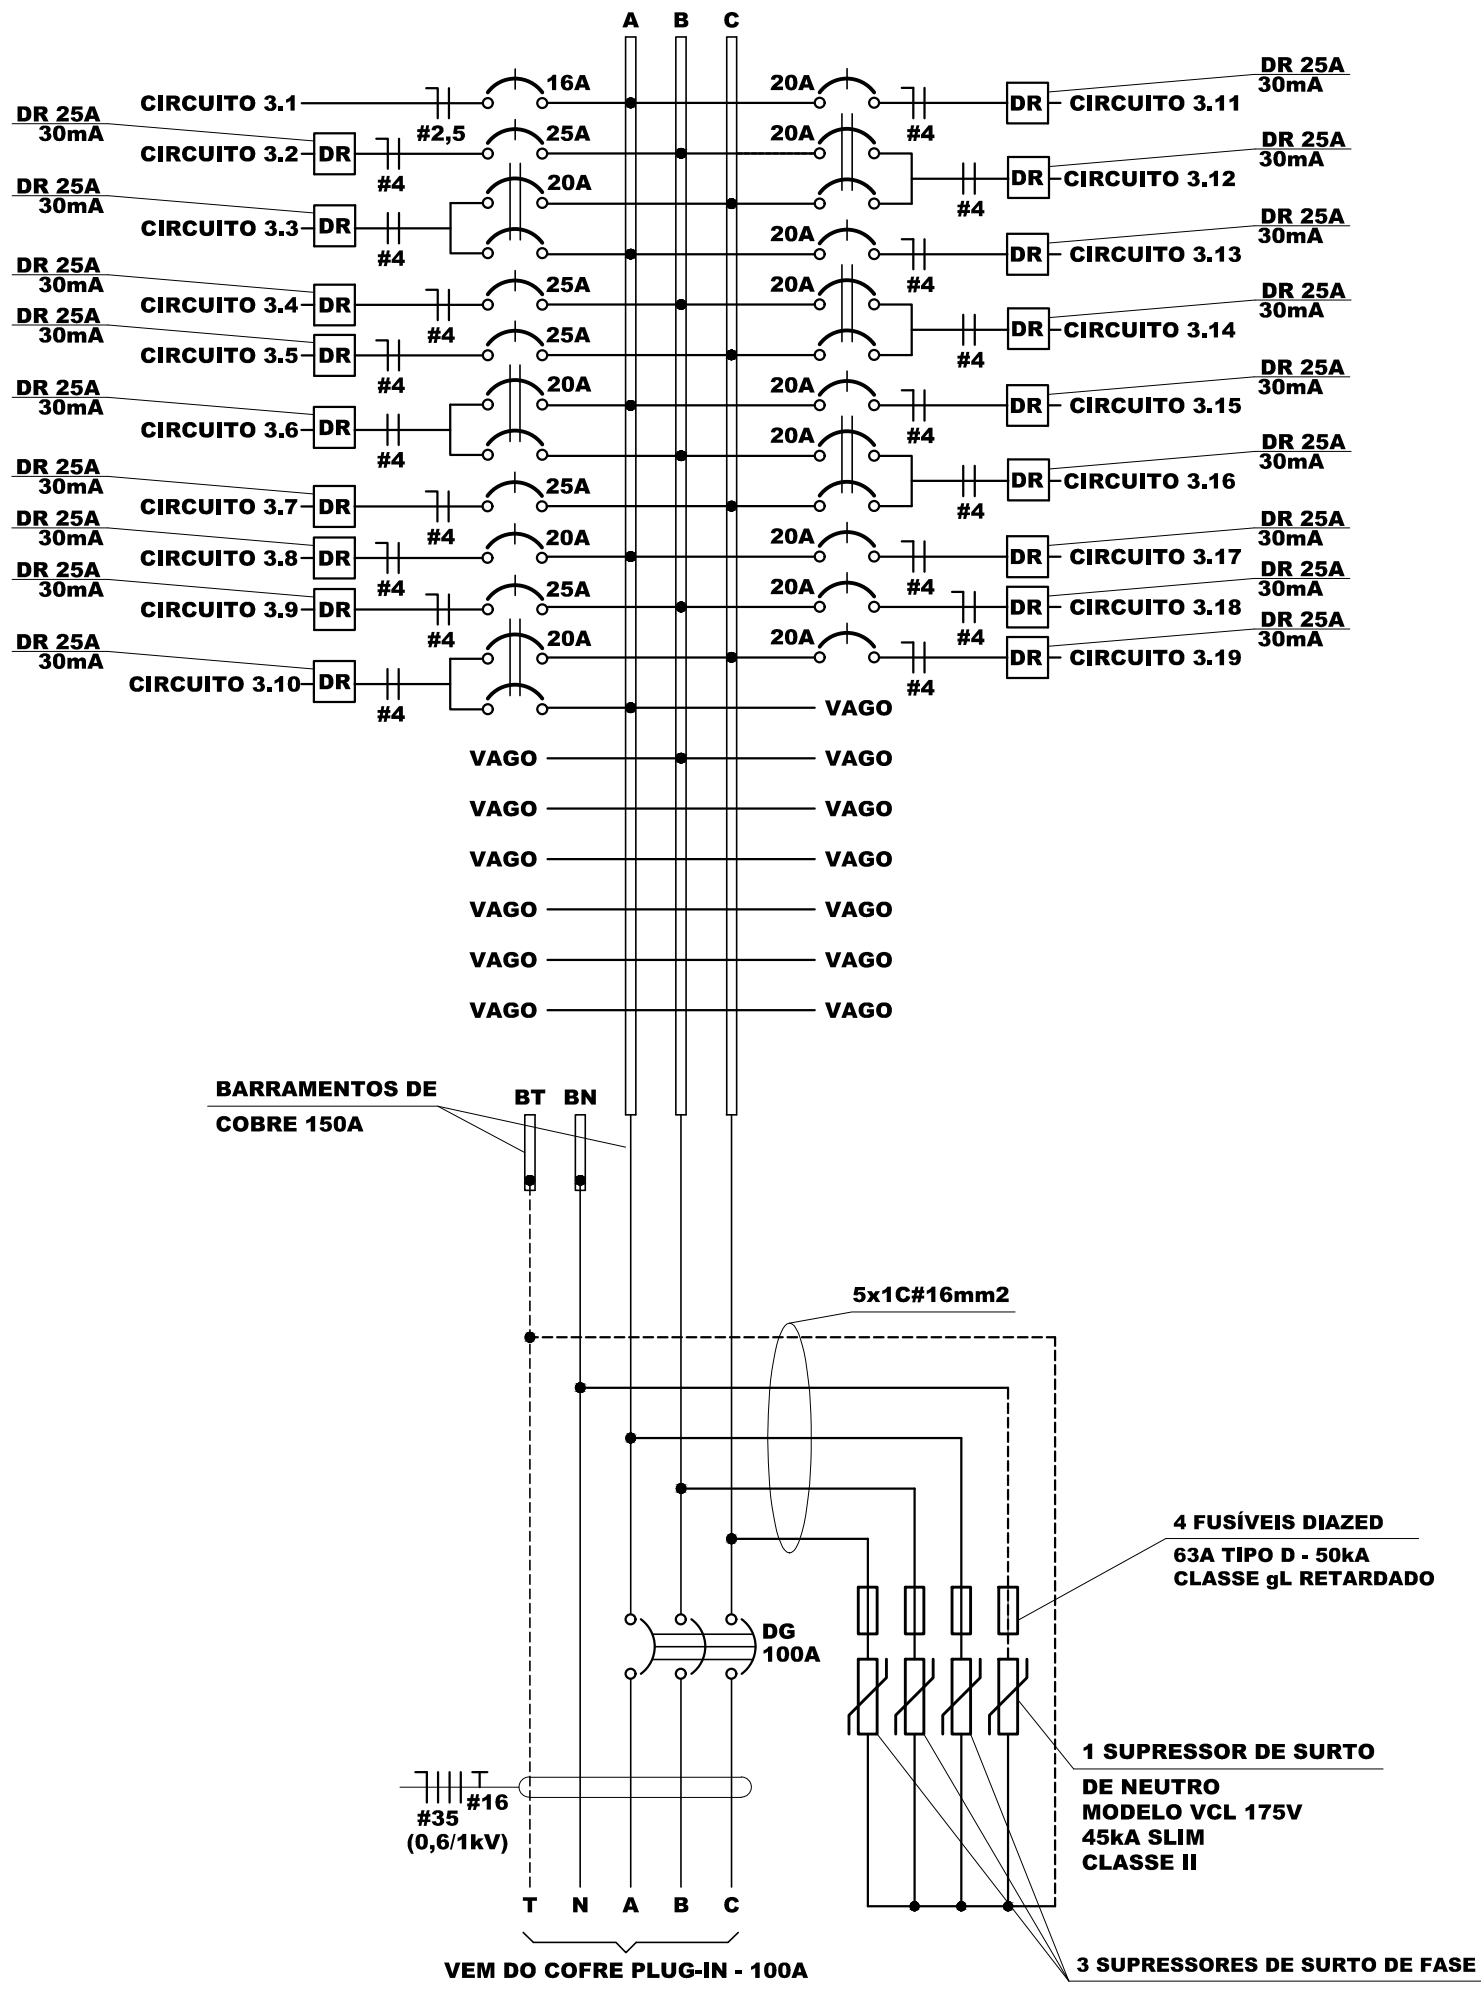 A B C
CIRCUITO 3.1
#2,5
16A
20A
#4
DR
CIRCUITO 3.11
DR 25A
30mA
DR 25A
30mA
CIRCUITO 3.2
DR
#4
25A
20A
#4
DR
CIRCUITO 3.12
DR 25A
30mA
DR 25A
30mA
CIRCUITO 3.3
DR
#4
20A
20A
#4
DR
CIRCUITO 3.13
DR 25A
30mA
DR 25A
30mA
CIRCUITO 3.4
DR
#4
25A
20A
#4
DR
CIRCUITO 3.14
DR 25A
30mA
DR 25A
30mA
CIRCUITO 3.5
DR
#4
25A
20A
#4
DR
CIRCUITO 3.15
DR 25A
30mA
DR 25A
30mA
CIRCUITO 3.6
DR
#4
20A
20A
#4
DR
CIRCUITO 3.16
DR 25A
30mA
DR 25A
30mA
CIRCUITO 3.7
DR
#4
25A
20A
#4
DR
CIRCUITO 3.17
DR 25A
30mA
DR 25A
30mA
CIRCUITO 3.8
DR
#4
20A
20A
#4
DR
CIRCUITO 3.18
DR 25A
30mA
DR 25A
30mA
CIRCUITO 3.9
DR
#4
25A
20A
#4
DR
CIRCUITO 3.19
DR 25A
30mA
DR 25A
30mA
CIRCUITO 3.10
DR
#4
20A
VAGO
VAGO VAGO
VAGO VAGO
VAGO VAGO
VAGO VAGO
VAGO VAGO
VAGO VAGO
BARRAMENTOS DE
COBRE 150A
BT BN
5x1C#16mm2
4 FUSÍVEIS DIAZED
63A TIPO D - 50kA
CLASSE gL RETARDADO
DG
100A
1 SUPRESSOR DE SURTO
DE NEUTRO
MODELO VCL 175V
45kA SLIM
CLASSE II
#16
#35
(0,6/1kV)
T N A B C
VEM DO COFRE PLUG-IN - 100A
3 SUPRESSORES DE SURTO DE FASE